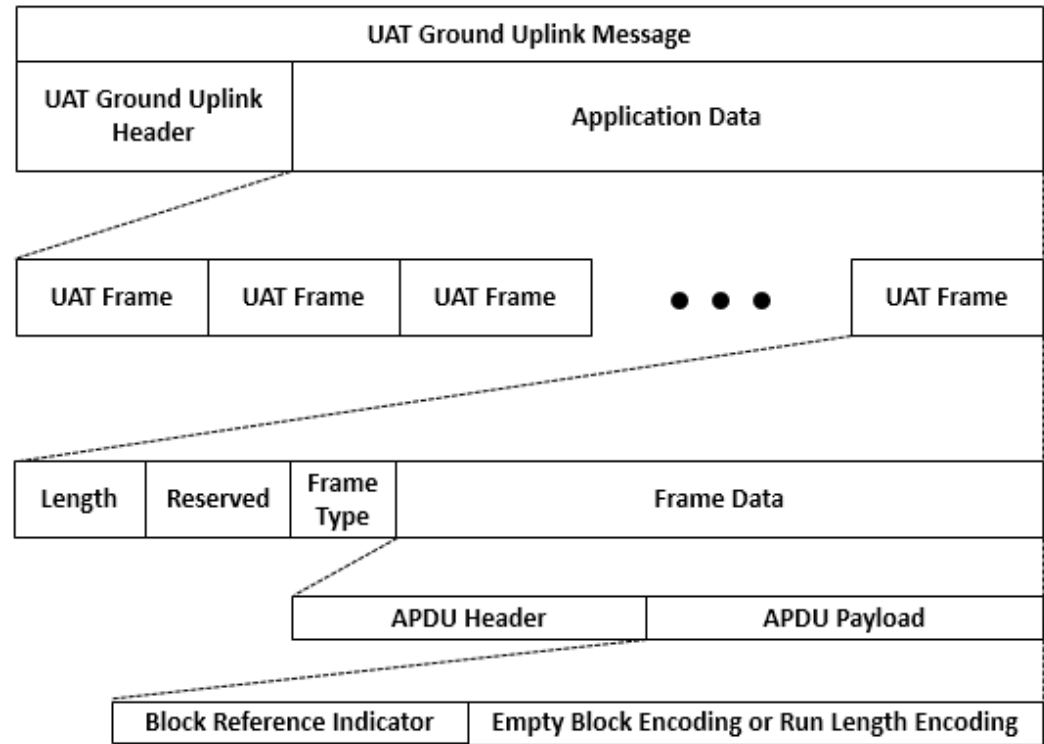 UAT Ground Uplink Message
UAT Ground Uplink
Header
Application Data
UAT Frame
UAT Frame
UAT Frame
UAT Frame
Length
Reserved
Frame
Type
Frame Data
APDU Header
APDU Payload
Block Reference Indicator
Empty Block Encoding or Run Length Encoding